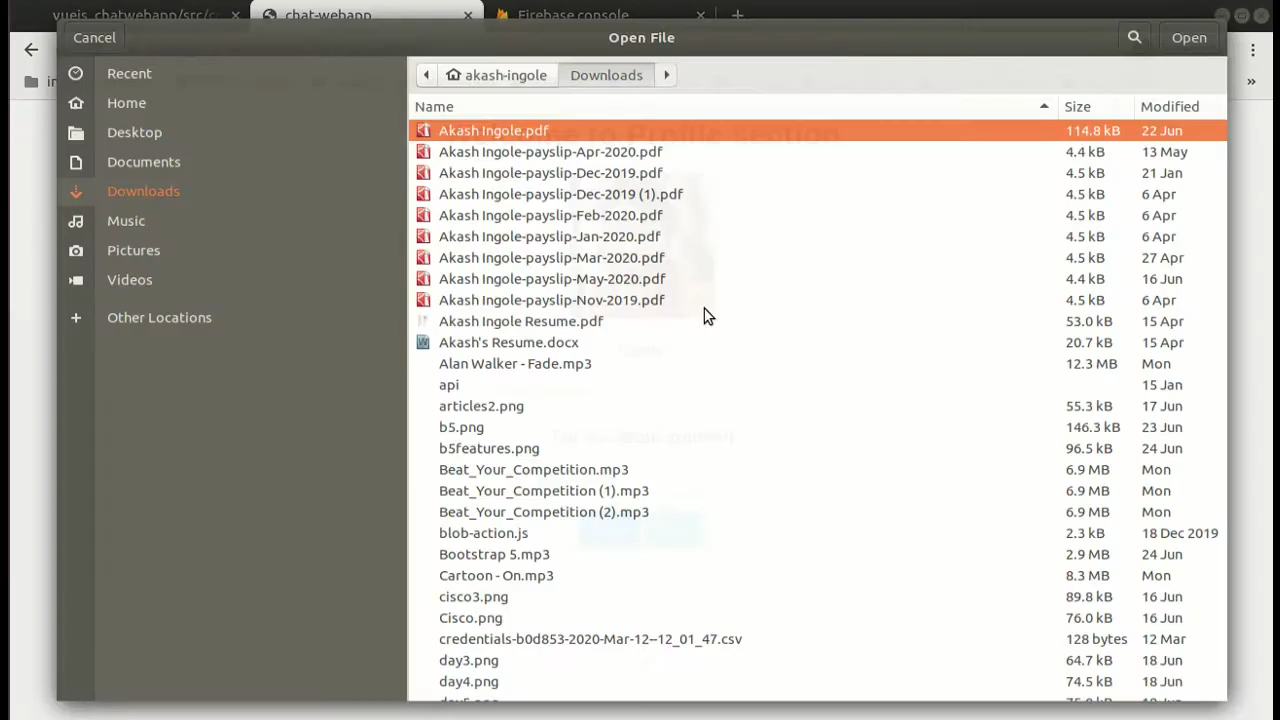 vuejs_chatwebapp/src/c
chat-webapp
Firebase console
Cancel
Open File
Open
Recent
Home
Desktop
Documents
Downloads
Music
Pictures
Videos
Other Locations
akash-ingole
Downloads
Name Size Modified
Akash Ingole.pdf 114.8 kB 22 Jun
Akash Ingole-payslip-Apr-2020.pdf 4.4 kB 13 May
Akash Ingole-payslip-Dec-2019.pdf 4.5 kB 21 Jan
Akash Ingole-payslip-Dec-2019 (1).pdf 4.5 kB 6 Apr
Akash Ingole-payslip-Feb-2020.pdf 4.5 kB 6 Apr
Akash Ingole-payslip-Jan-2020.pdf 4.5 kB 6 Apr
Akash Ingole-payslip-Mar-2020.pdf 4.5 kB 27 Apr
Akash Ingole-payslip-May-2020.pdf 4.4 kB 16 Jun
Akash Ingole-payslip-Nov-2019.pdf 4.5 kB 6 Apr
Akash Ingole Resume.pdf 53.0 kB 15 Apr
Akash's Resume.docx 20.7 kB 15 Apr
Alan Walker - Fade.mp3 12.3 MB Mon
api 15 Jan
articles2.png 55.3 kB 17 Jun
b5.png 146.3 kB 23 Jun
b5features.png 96.5 kB 24 Jun
Beat_Your_Competition.mp3 6.9 MB Mon
Beat_Your_Competition (1).mp3 6.9 MB Mon
Beat_Your_Competition (2).mp3 6.9 MB Mon
blob-action.js 2.3 kB 18 Dec 2019
Bootstrap 5.mp3 2.9 MB 24 Jun
Cartoon - On.mp3 8.3 MB Mon
cisco3.png 89.8 kB 16 Jun
Cisco.png 76.0 kB 16 Jun
credentials-b0d853-2020-Mar-12--12_01_47.csv 128 bytes 12 Mar
day3.png 64.7 kB 18 Jun
day4.png 74.5 kB 18 Jun